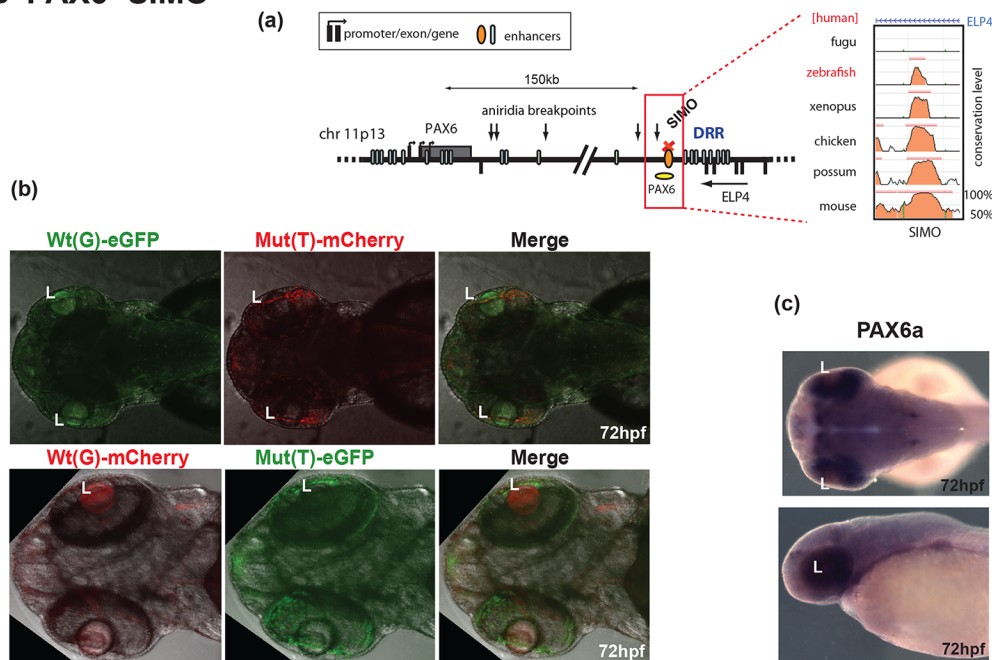 PAX6 SIMO
(a)
promoter/exon/gene
enhancers
150kb
aniridia breakpoints
chr 11p13
PAX6
SIMO
DRR
PAX6
ELP4
[human]
ELP4
fugu
zebrafish
xenopus
chicken
possum
mouse
conservation level
100%
50%
SIMO
(b)
Wt(G)-eGFP
Mut(T)-mCherry
Merge
L
L
L
L
L
L
72hpf
Wt(G)-mCherry
Mut(T)-eGFP
Merge
L
L
L
72hpf
(c)
PAX6a
L
L
72hpf
L
72hpf